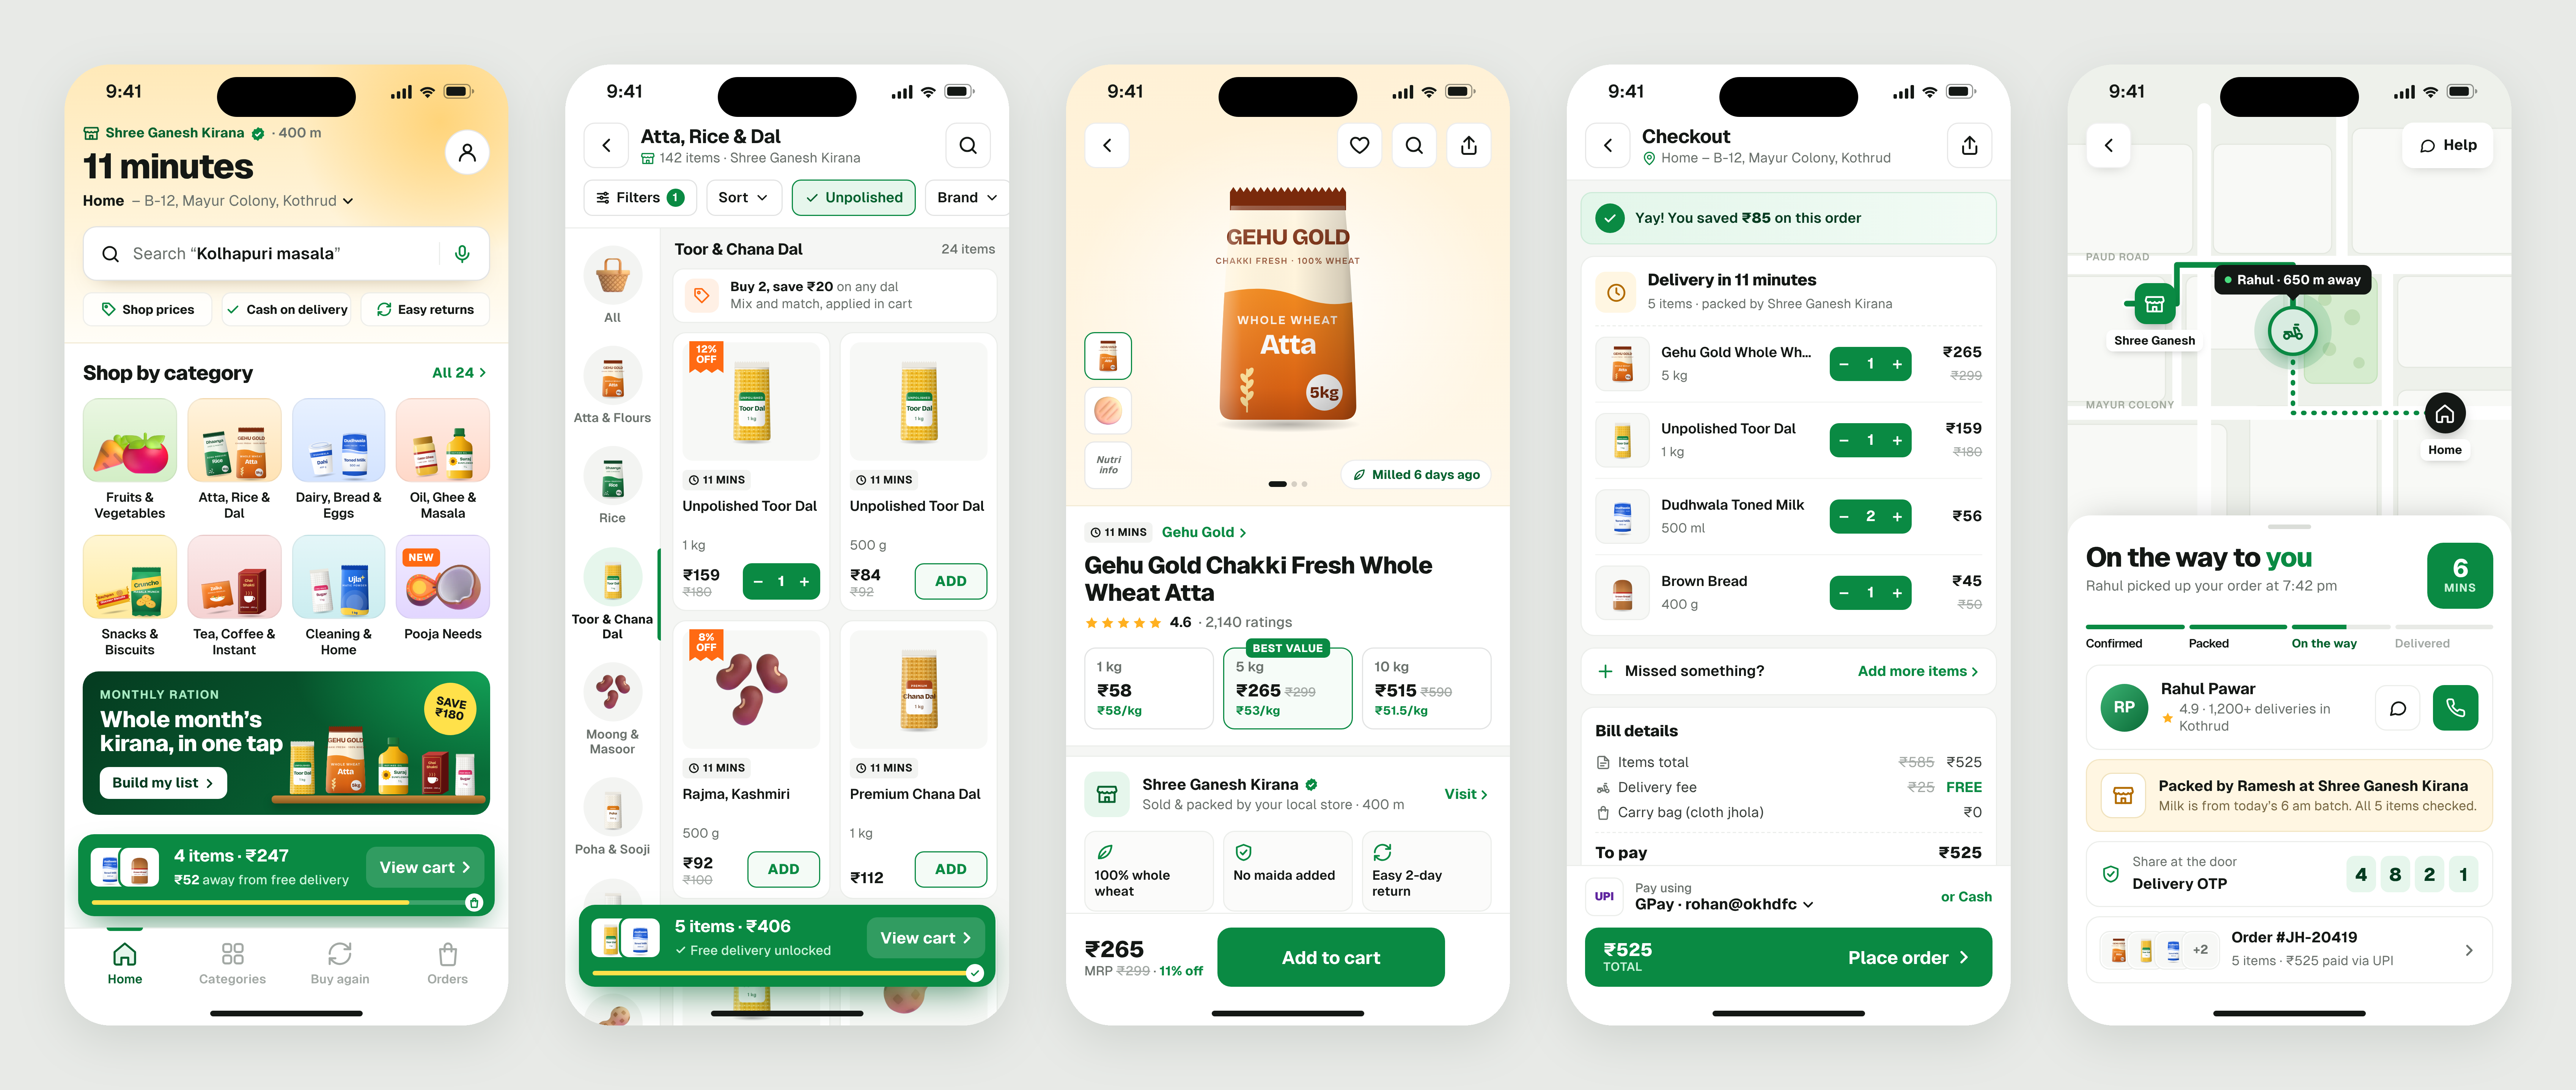 9:41
Shree Ganesh Kirana · 400 m
11 minutes
Home – B-12, Mayur Colony, Kothrud
Search “Kolhapuri masala”
Shop prices
Cash on delivery
Easy returns
Shop by category
All 24
Fruits &
Vegetables
Atta, Rice &
Dal
Dairy, Bread &
Eggs
Oil, Ghee &
Masala
NEW
Snacks &
Biscuits
Tea, Coffee &
Instant
Cleaning &
Home
Pooja Needs
MONTHLY RATION
Whole month’s
kirana, in one tap
SAVE
₹180
Build my list
4 items · ₹247
₹52 away from free delivery
View cart
Home
Categories
Buy again
Orders
9:41
Atta, Rice & Dal
142 items · Shree Ganesh Kirana
Filters 1
Sort
Unpolished
Brand
All
Atta & Flours
Rice
Toor & Chana
Dal
Moong &
Masoor
Poha & Sooji
Toor & Chana Dal
24 items
Buy 2, save ₹20 on any dal
Mix and match, applied in cart
12%
OFF
UNPOLISHED
Toor Dal
1 kg
11 MINS
Unpolished Toor Dal
1 kg
₹159
₹180
− 1 +
UNPOLISHED
Toor Dal
1 kg
11 MINS
Unpolished Toor Dal
500 g
₹84
₹92
ADD
8%
OFF
11 MINS
Rajma, Kashmiri
500 g
₹92
₹100
ADD
PREMIUM
Chana Dal
1 kg
11 MINS
Premium Chana Dal
1 kg
₹112
ADD
5 items · ₹406
Free delivery unlocked
View cart
1 kg
9:41
GEHU GOLD
CHAKKI FRESH · 100% WHEAT
WHOLE WHEAT
Atta
5kg
Nutri
info
Milled 6 days ago
11 MINS
Gehu Gold
Gehu Gold Chakki Fresh Whole
Wheat Atta
4.6 · 2,140 ratings
1 kg
₹58
₹58/kg
BEST VALUE
5 kg
₹265 ₹299
₹53/kg
10 kg
₹515 ₹590
₹51.5/kg
Shree Ganesh Kirana
Sold & packed by your local store · 400 m
Visit
100% whole
wheat
No maida added
Easy 2-day
return
₹265
MRP ₹299 · 11% off
Add to cart
9:41
Checkout
Home – B-12, Mayur Colony, Kothrud
Yay! You saved ₹85 on this order
Delivery in 11 minutes
5 items · packed by Shree Ganesh Kirana
Gehu Gold Whole Wh...
5 kg
− 1 +
₹265
₹299
Unpolished Toor Dal
1 kg
− 1 +
₹159
₹180
Dudhwala Toned Milk
500 ml
− 2 +
₹56
Brown Bread
400 g
− 1 +
₹45
₹50
Missed something?
Add more items
Bill details
Items total ₹585 ₹525
Delivery fee ₹25 FREE
Carry bag (cloth jhola) ₹0
To pay ₹525
UPI
Pay using
GPay · rohan@okhdfc
or Cash
₹525
TOTAL
Place order
9:41
Help
PAUD ROAD
Rahul · 650 m away
Shree Ganesh
MAYUR COLONY
Home
On the way to you
Rahul picked up your order at 7:42 pm
6
MINS
Confirmed
Packed
On the way
Delivered
RP
Rahul Pawar
4.9 · 1,200+ deliveries in
Kothrud
Packed by Ramesh at Shree Ganesh Kirana
Milk is from today’s 6 am batch. All 5 items checked.
Share at the door
Delivery OTP
4 8 2 1
+2
Order #JH-20419
5 items · ₹525 paid via UPI